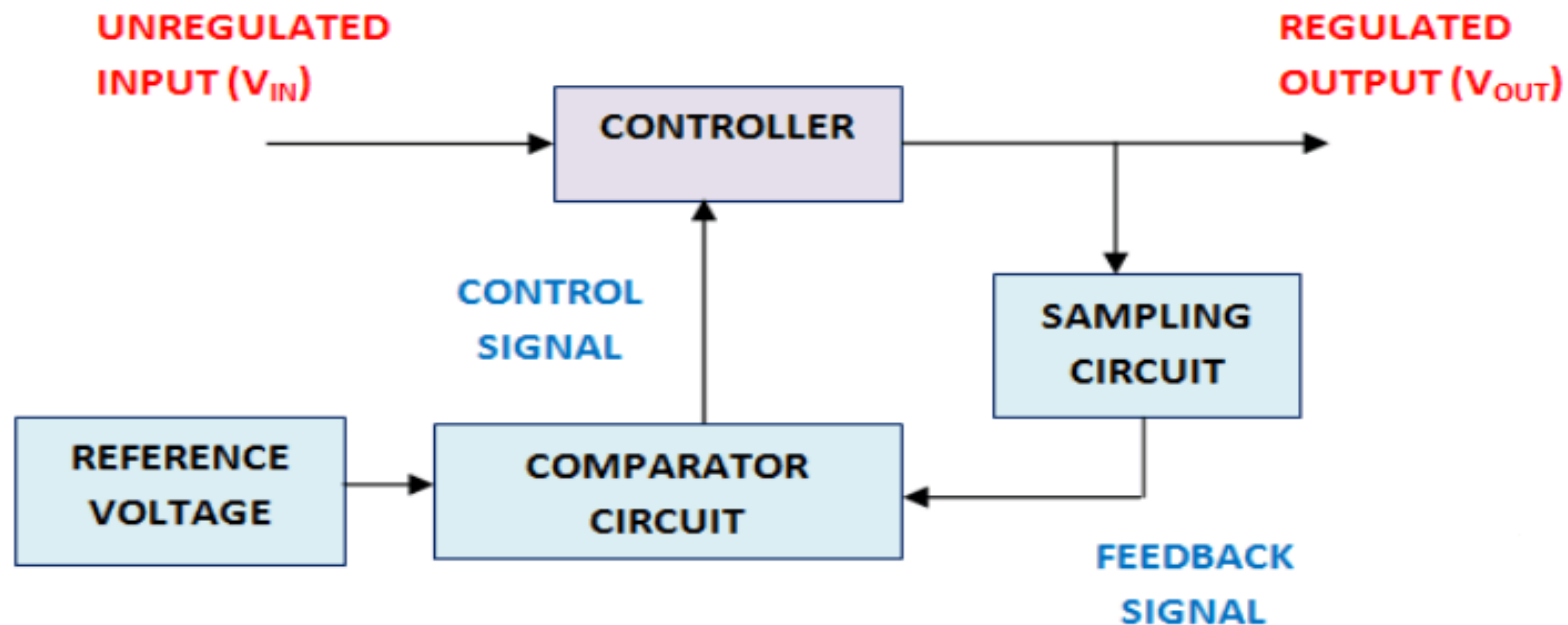 UNREGULATED
INPUT (VIN)
REGULATED
OUTPUT (VOUT)
CONTROLLER
CONTROL
SIGNAL
SAMPLING
CIRCUIT
REFERENCE
VOLTAGE
COMPARATOR
CIRCUIT
FEEDBACK
SIGNAL